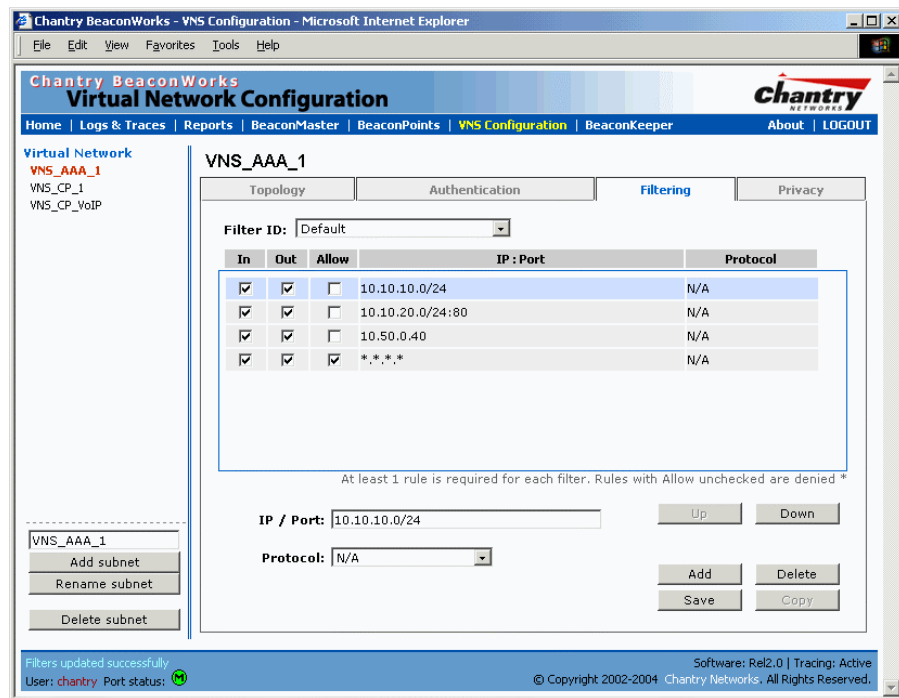 Chantry BeaconWorks - VNS Configuration - Microsoft Internet Explorer
File Edit View Favorites Tools Help
Chantry BeaconWorks
Virtual Network Configuration
Chantry
NETWORKS
Home | Logs & Traces | Reports | BeaconMaster | BeaconPoints | VNS Configuration | BeaconKeeper About | LOGOUT
Virtual Network
VNS_AAA_1
VNS_CP_1
VNS_CP_VoIP
VNS_AAA_1
Topology Authentication Filtering Privacy
Filter ID: Default
In Out Allow IP : Port Protocol
10.10.10.0/24 N/A
10.10.20.0/24:80 N/A
10.50.0.40 N/A
*.*.*.* N/A
At least 1 rule is required for each filter. Rules with Allow unchecked are denied *
IP / Port: 10.10.10.0/24 Up Down
Protocol: N/A
Add Delete
Save Copy
VNS_AAA_1
Add subnet
Rename subnet
Delete subnet
Filters updated successfully
User: chantry Port status: M
Software: Rel2.0 | Tracing: Active
© Copyright 2002-2004 Chantry Networks. All Rights Reserved.